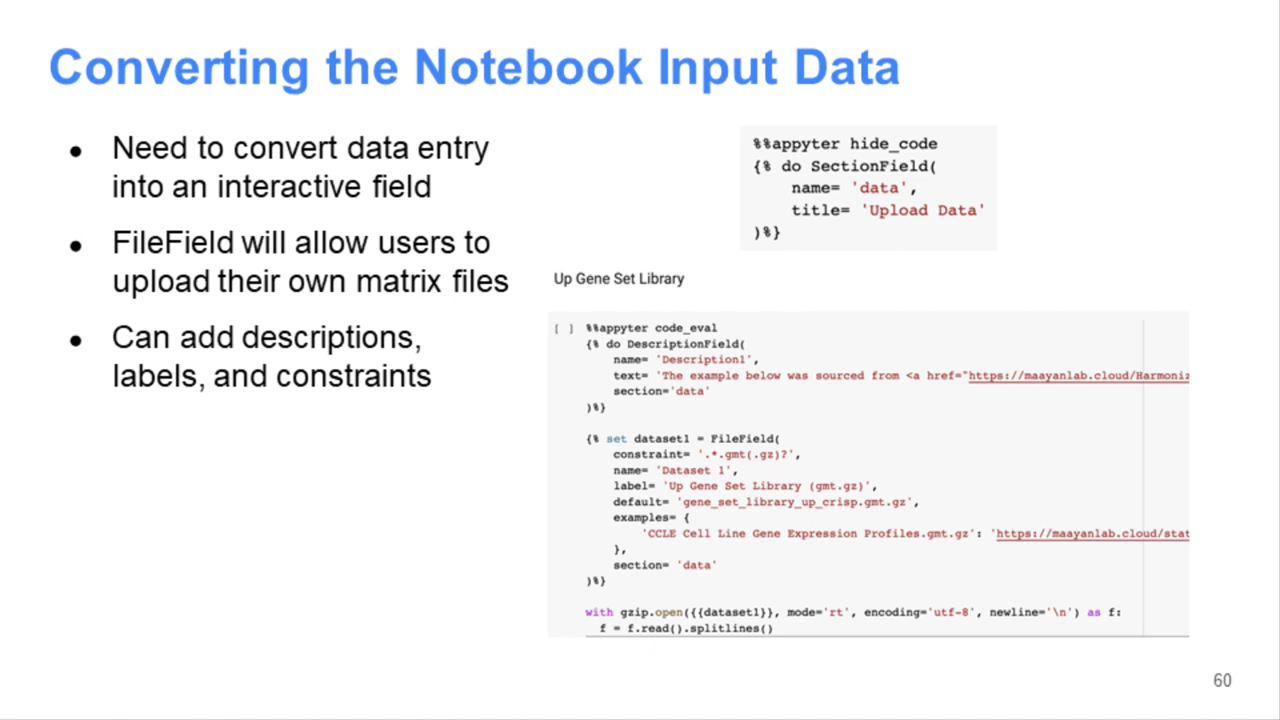 Converting the Notebook Input Data
● Need to convert data entry
into an interactive field
● FileField will allow users to
upload their own matrix files
● Can add descriptions,
labels, and constraints
%%appyter hide_code
{% do SectionField(
name= 'data',
title= 'Upload Data'
)%}
Up Gene Set Library
[ ] %%appyter code_eval
{% do DescriptionField(
name= 'Description1',
text= 'The example below was sourced from <a href="https://maayanlab.cloud/Harmoniz
section='data'
)%}
{% set dataset1 = FileField(
constraint= '.*.gmt(.gz)?',
name= 'Dataset 1',
label= 'Up Gene Set Library (gmt.gz)',
default= 'gene_set_library_up_crisp.gmt.gz',
examples= {
'CCLE Cell Line Gene Expression Profiles.gmt.gz': 'https://maayanlab.cloud/stat
},
section= 'data'
)%}
with gzip.open({{dataset1}}, mode='rt', encoding='utf-8', newline='\n') as f:
f = f.read().splitlines()
60